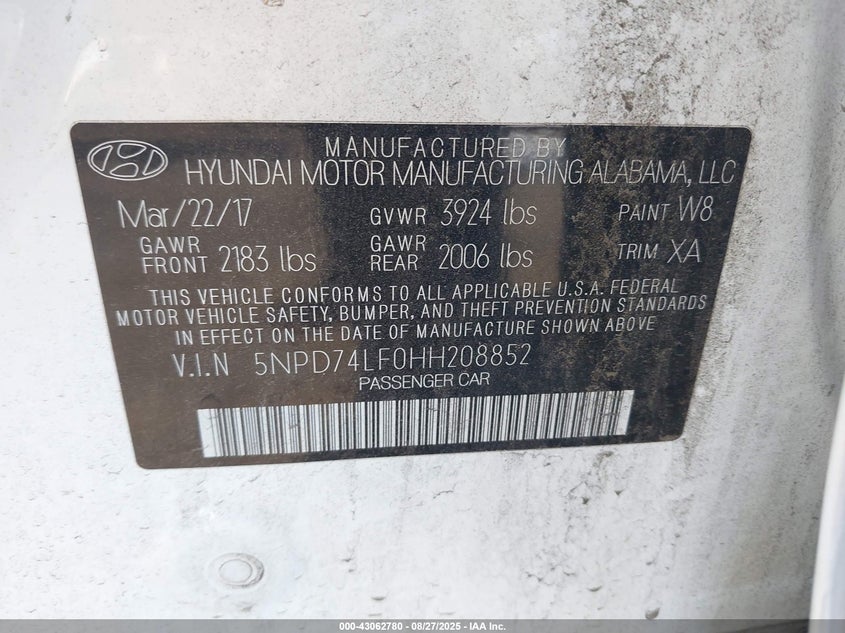 MANUFACTURED BY
HYUNDAI MOTOR MANUFACTURING ALABAMA, LLC
Mar/22/17 GVWR 3924 lbs PAINT W8
GAWR FRONT 2183 lbs GAWR REAR 2006 lbs TRIM XA
THIS VEHICLE CONFORMS TO ALL APPLICABLE U.S.A. FEDERAL
MOTOR VEHICLE SAFETY, BUMPER, AND THEFT PREVENTION STANDARDS
IN EFFECT ON THE DATE OF MANUFACTURE SHOWN ABOVE
V.I.N 5NPD74LF0HH208852
PASSENGER CAR
000-43062780 - 08/27/2025 - IAA Inc.